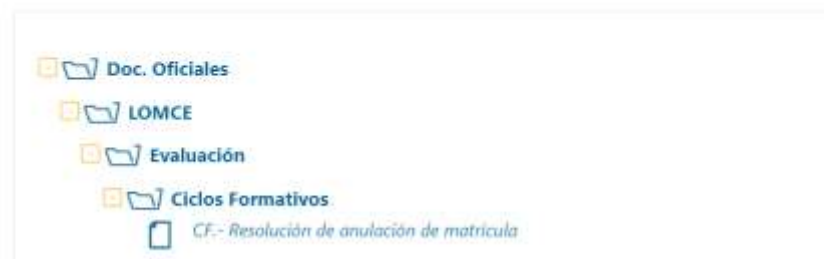 Doc. Oficiales
LOMCE
Evaluación
Ciclos Formativos
CF.- Resolución de anulación de matrícula